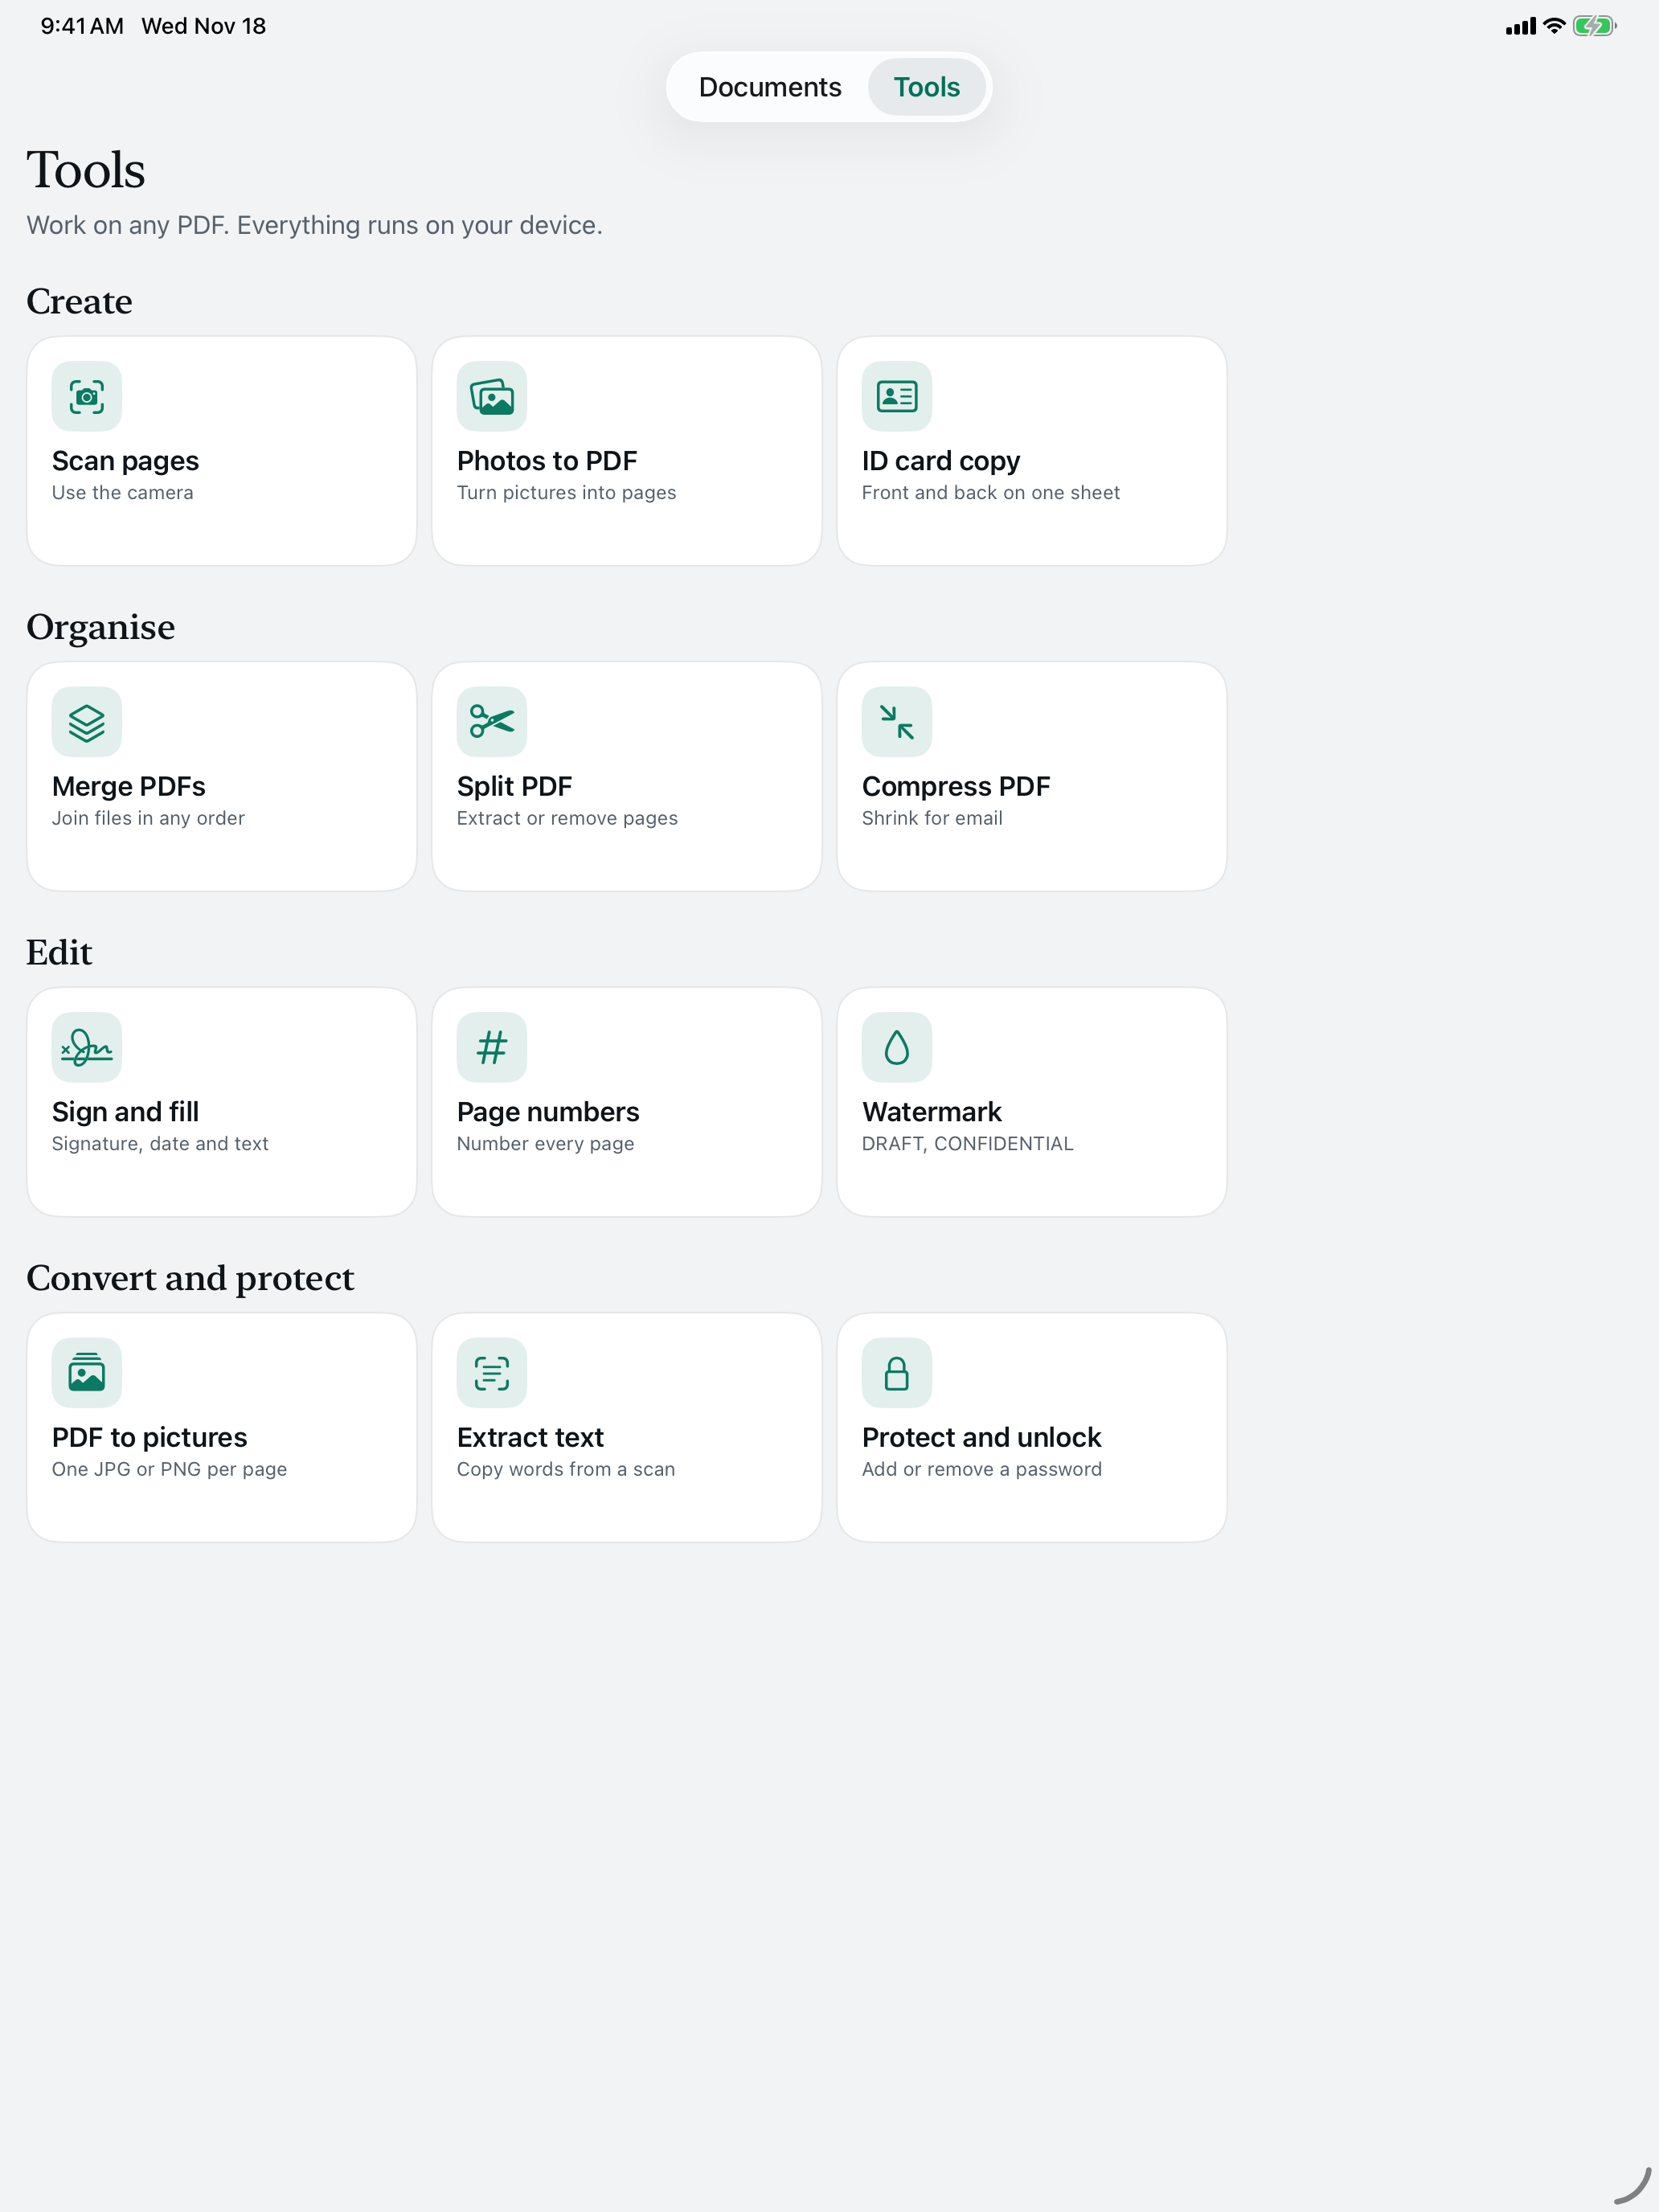 9:41 AM Wed Nov 18
Documents Tools
Tools
Work on any PDF. Everything runs on your device.
Create
Scan pages
Use the camera
Photos to PDF
Turn pictures into pages
ID card copy
Front and back on one sheet
Organise
Merge PDFs
Join files in any order
Split PDF
Extract or remove pages
Compress PDF
Shrink for email
Edit
Sign and fill
Signature, date and text
Page numbers
Number every page
Watermark
DRAFT, CONFIDENTIAL
Convert and protect
PDF to pictures
One JPG or PNG per page
Extract text
Copy words from a scan
Protect and unlock
Add or remove a password